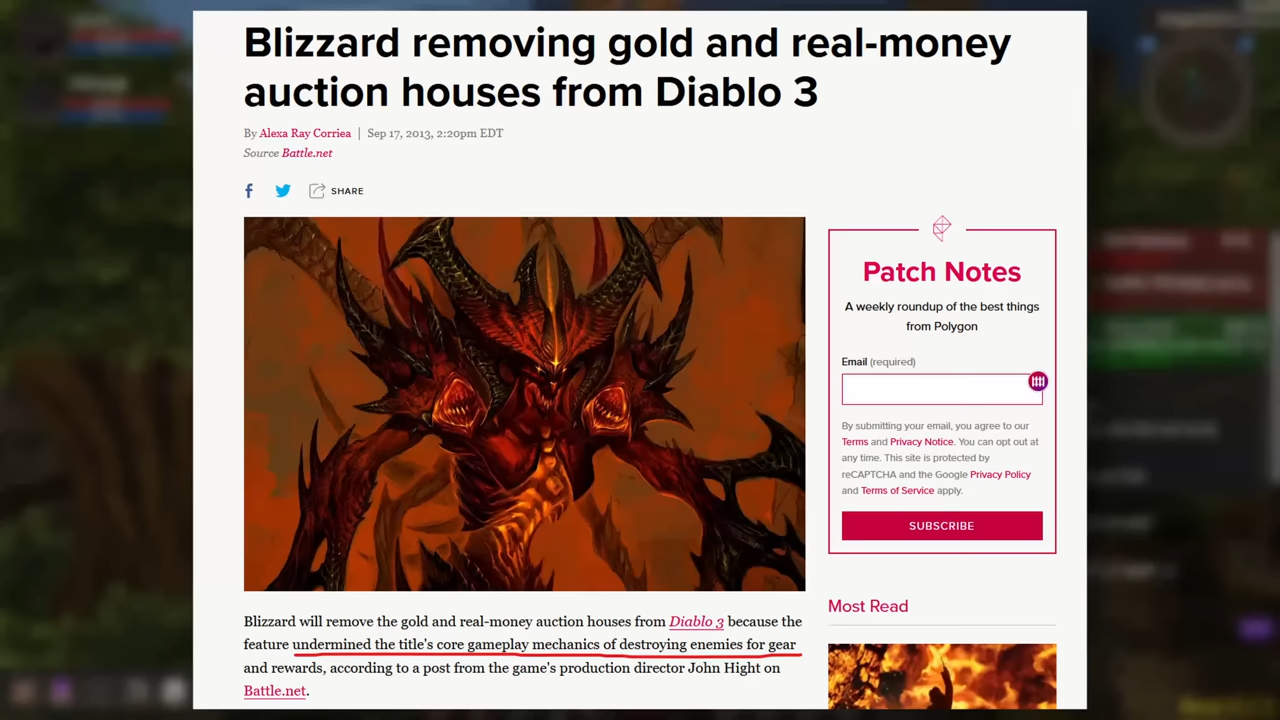 Blizzard removing gold and real-money
auction houses from Diablo 3
By Alexa Ray Corriea | Sep 17, 2013, 2:20pm EDT
Source Battle.net
SHARE
Blizzard will remove the gold and real-money auction houses from Diablo 3 because the
feature undermined the title's core gameplay mechanics of destroying enemies for gear
and rewards, according to a post from the game's production director John Hight on
Battle.net.
Patch Notes
A weekly roundup of the best things
from Polygon
Email (required)
By submitting your email, you agree to our
Terms and Privacy Notice. You can opt out at
any time. This site is protected by
reCAPTCHA and the Google Privacy Policy
and Terms of Service apply.
SUBSCRIBE
Most Read